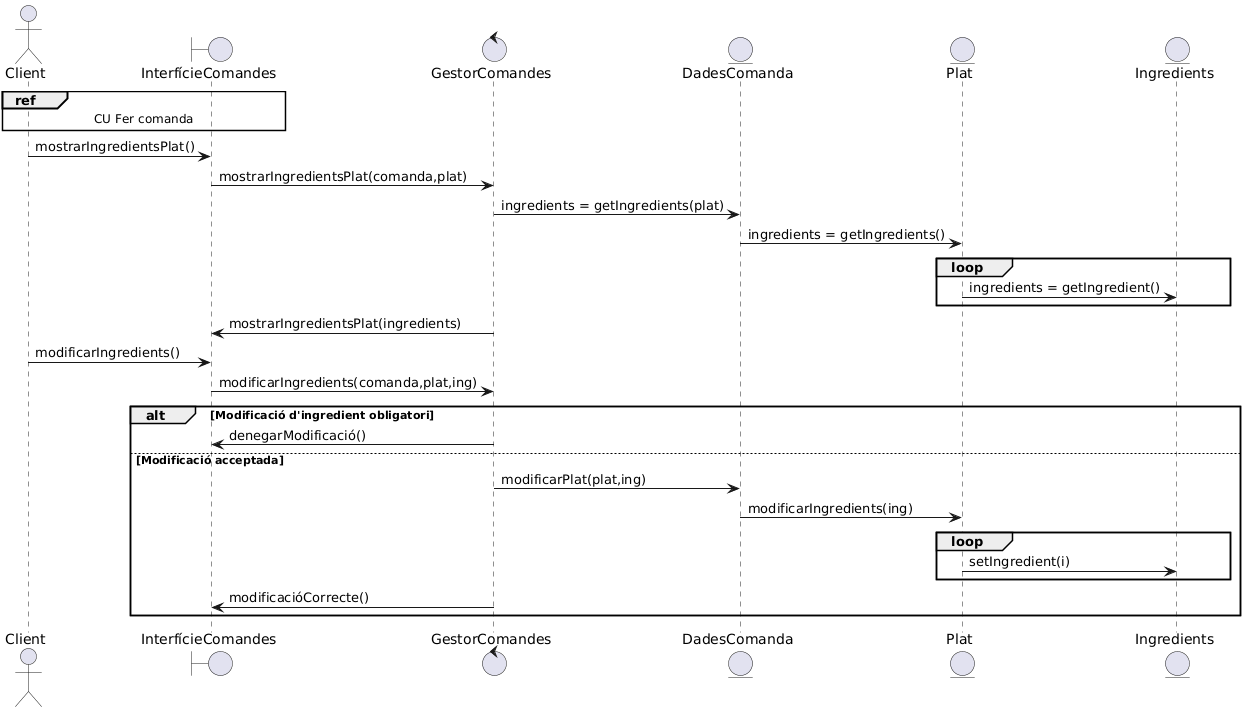 Client
InterfícieComandes
GestorComandes
DadesComanda
Plat
Ingredients
ref
CU Fer comanda
mostrarIngredientsPlat()
mostrarIngredientsPlat(comanda,plat)
ingredients = getIngredients(plat)
ingredients = getIngredients()
loop
ingredients = getIngredient()
mostrarIngredientsPlat(ingredients)
modificarIngredients()
modificarIngredients(comanda,plat,ing)
alt [Modificació d'ingredient obligatori]
denegarModificació()
[Modificació acceptada]
modificarPlat(plat,ing)
modificarIngredients(ing)
loop
setIngredient(i)
modificacióCorrecte()
Client
InterfícieComandes
GestorComandes
DadesComanda
Plat
Ingredients